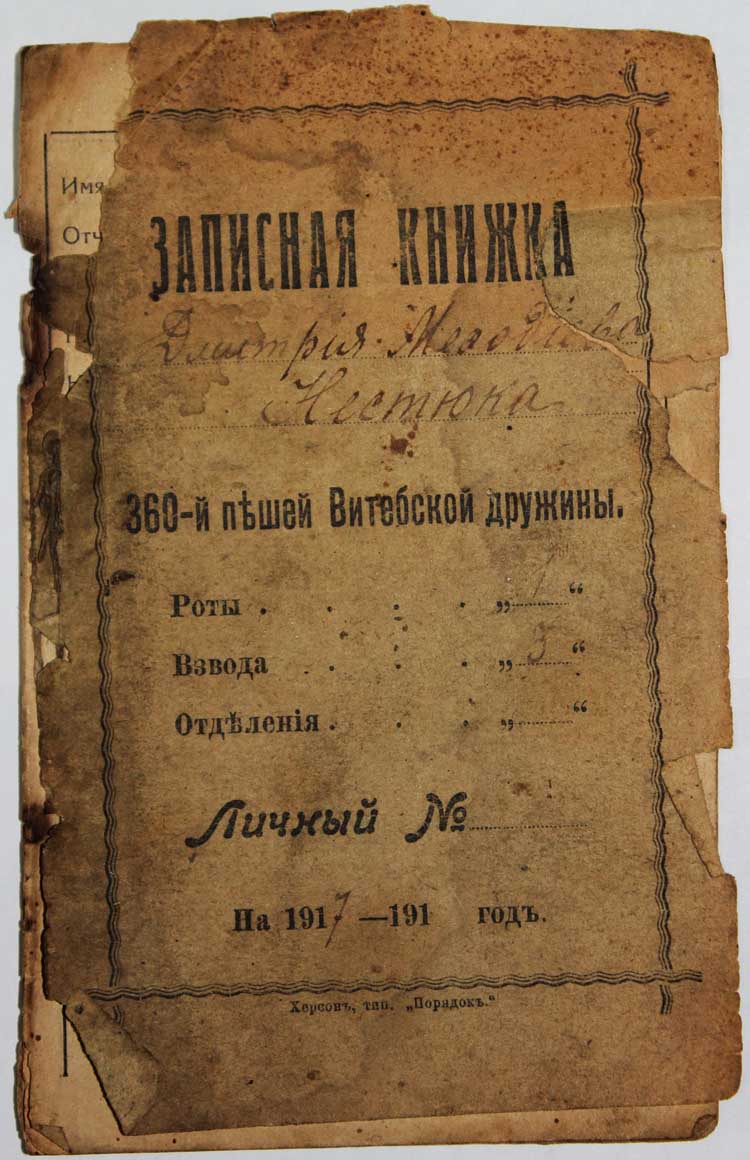 Имя
Отч
ЗАПИСНАЯ КНИЖКА
Дмитрія
Нестюка
360-й пѣшей Витебской дружины.
Роты . . . . „ 1 “
Взвода . . . . „ 3 “
Отдѣленія . . . . „ “
Личный №
На 1917 —191 годъ.
Херсонъ, тип. „Порядокъ.“